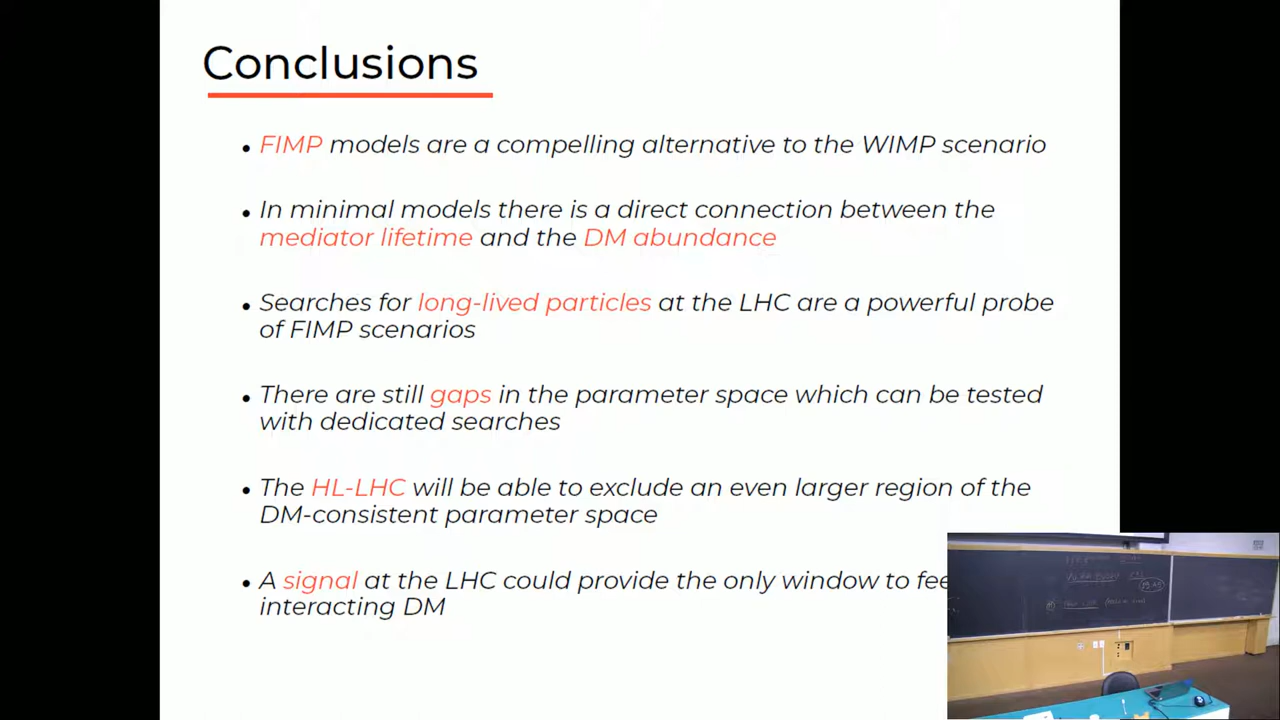 Conclusions
• FIMP models are a compelling alternative to the WIMP scenario
• In minimal models there is a direct connection between the
mediator lifetime and the DM abundance
• Searches for long-lived particles at the LHC are a powerful probe
of FIMP scenarios
• There are still gaps in the parameter space which can be tested
with dedicated searches
• The HL-LHC will be able to exclude an even larger region of the
DM-consistent parameter space
• A signal at the LHC could provide the only window to fee
interacting DM